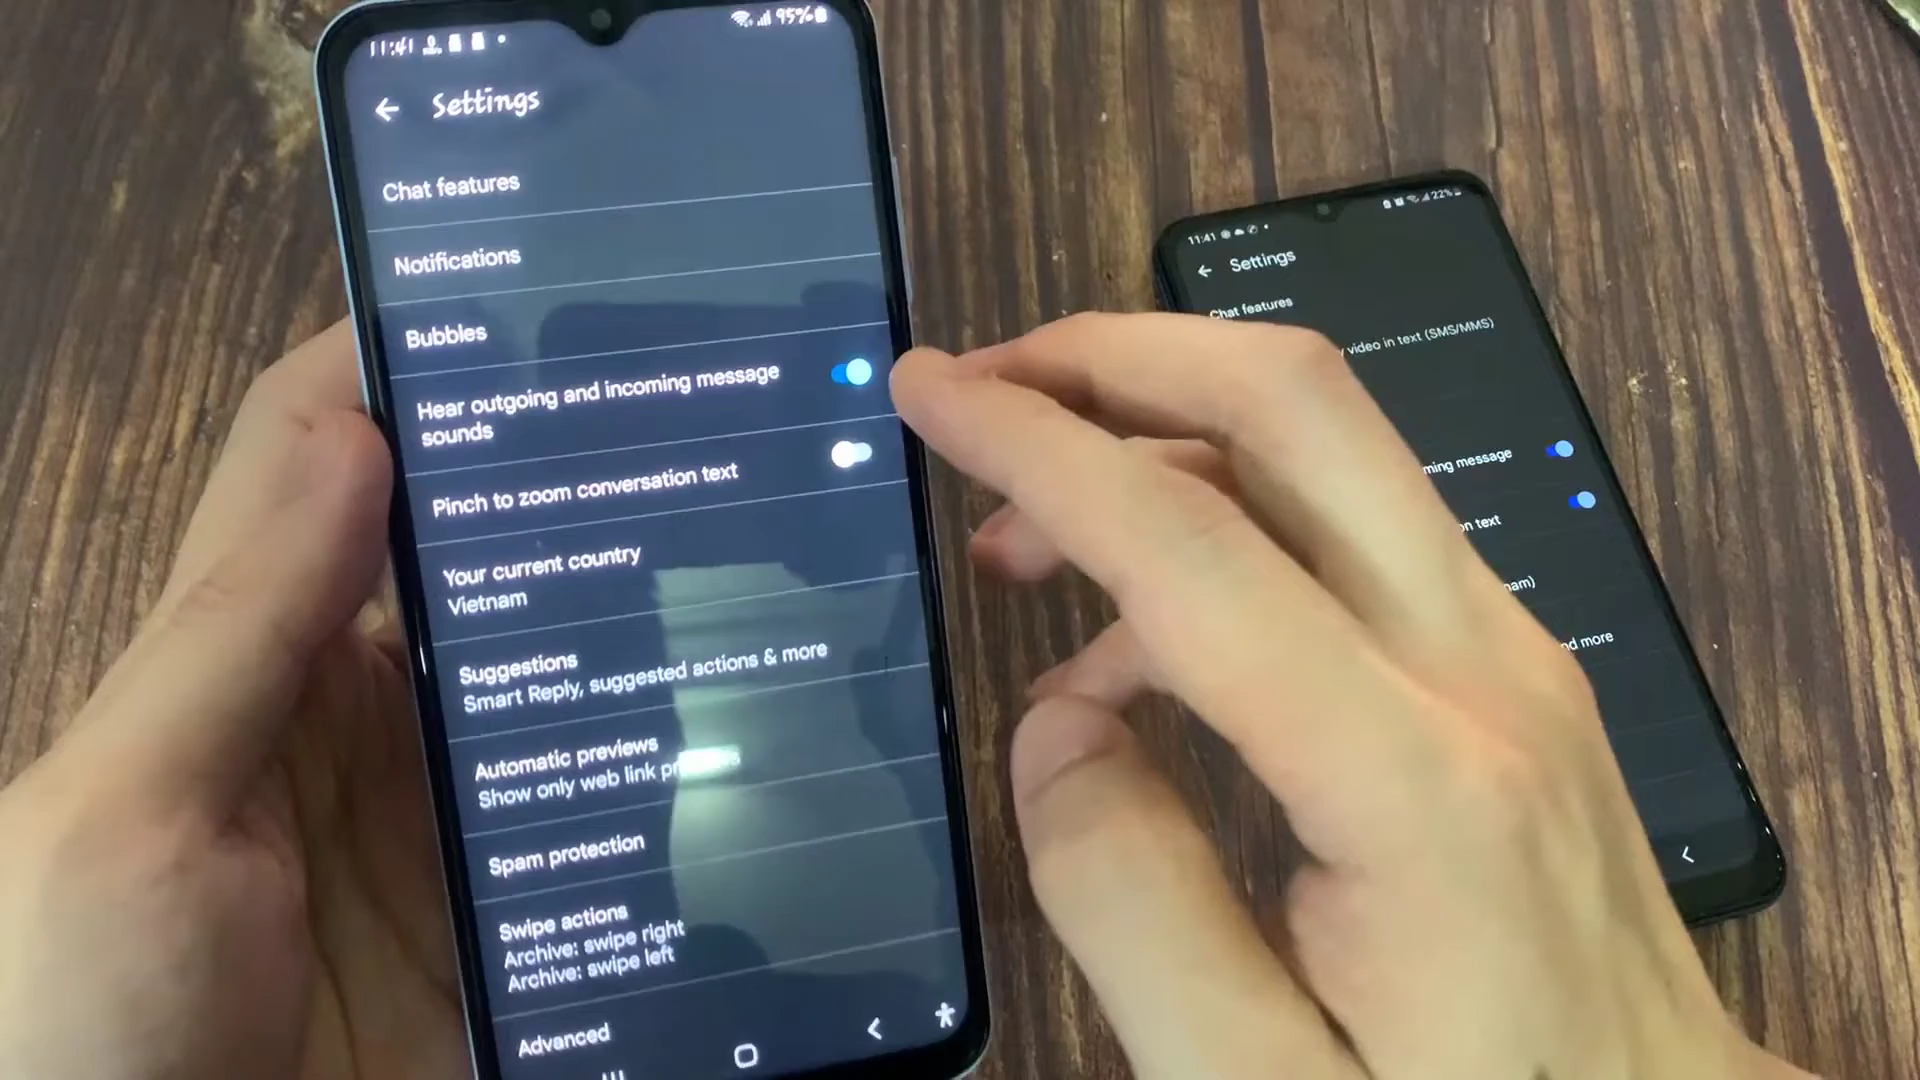 11:41
95%
Settings
Chat features
Notifications
Bubbles
Hear outgoing and incoming message
sounds
Pinch to zoom conversation text
Your current country
Vietnam
Suggestions
Smart Reply, suggested actions & more
Automatic previews
Show only web link
Spam protection
Swipe actions
Archive: swipe right
Archive: swipe left
Advanced
11:41
22%
Settings
Chat features
video in text (SMS/MMS)
ming message
on text
nam)
nd more